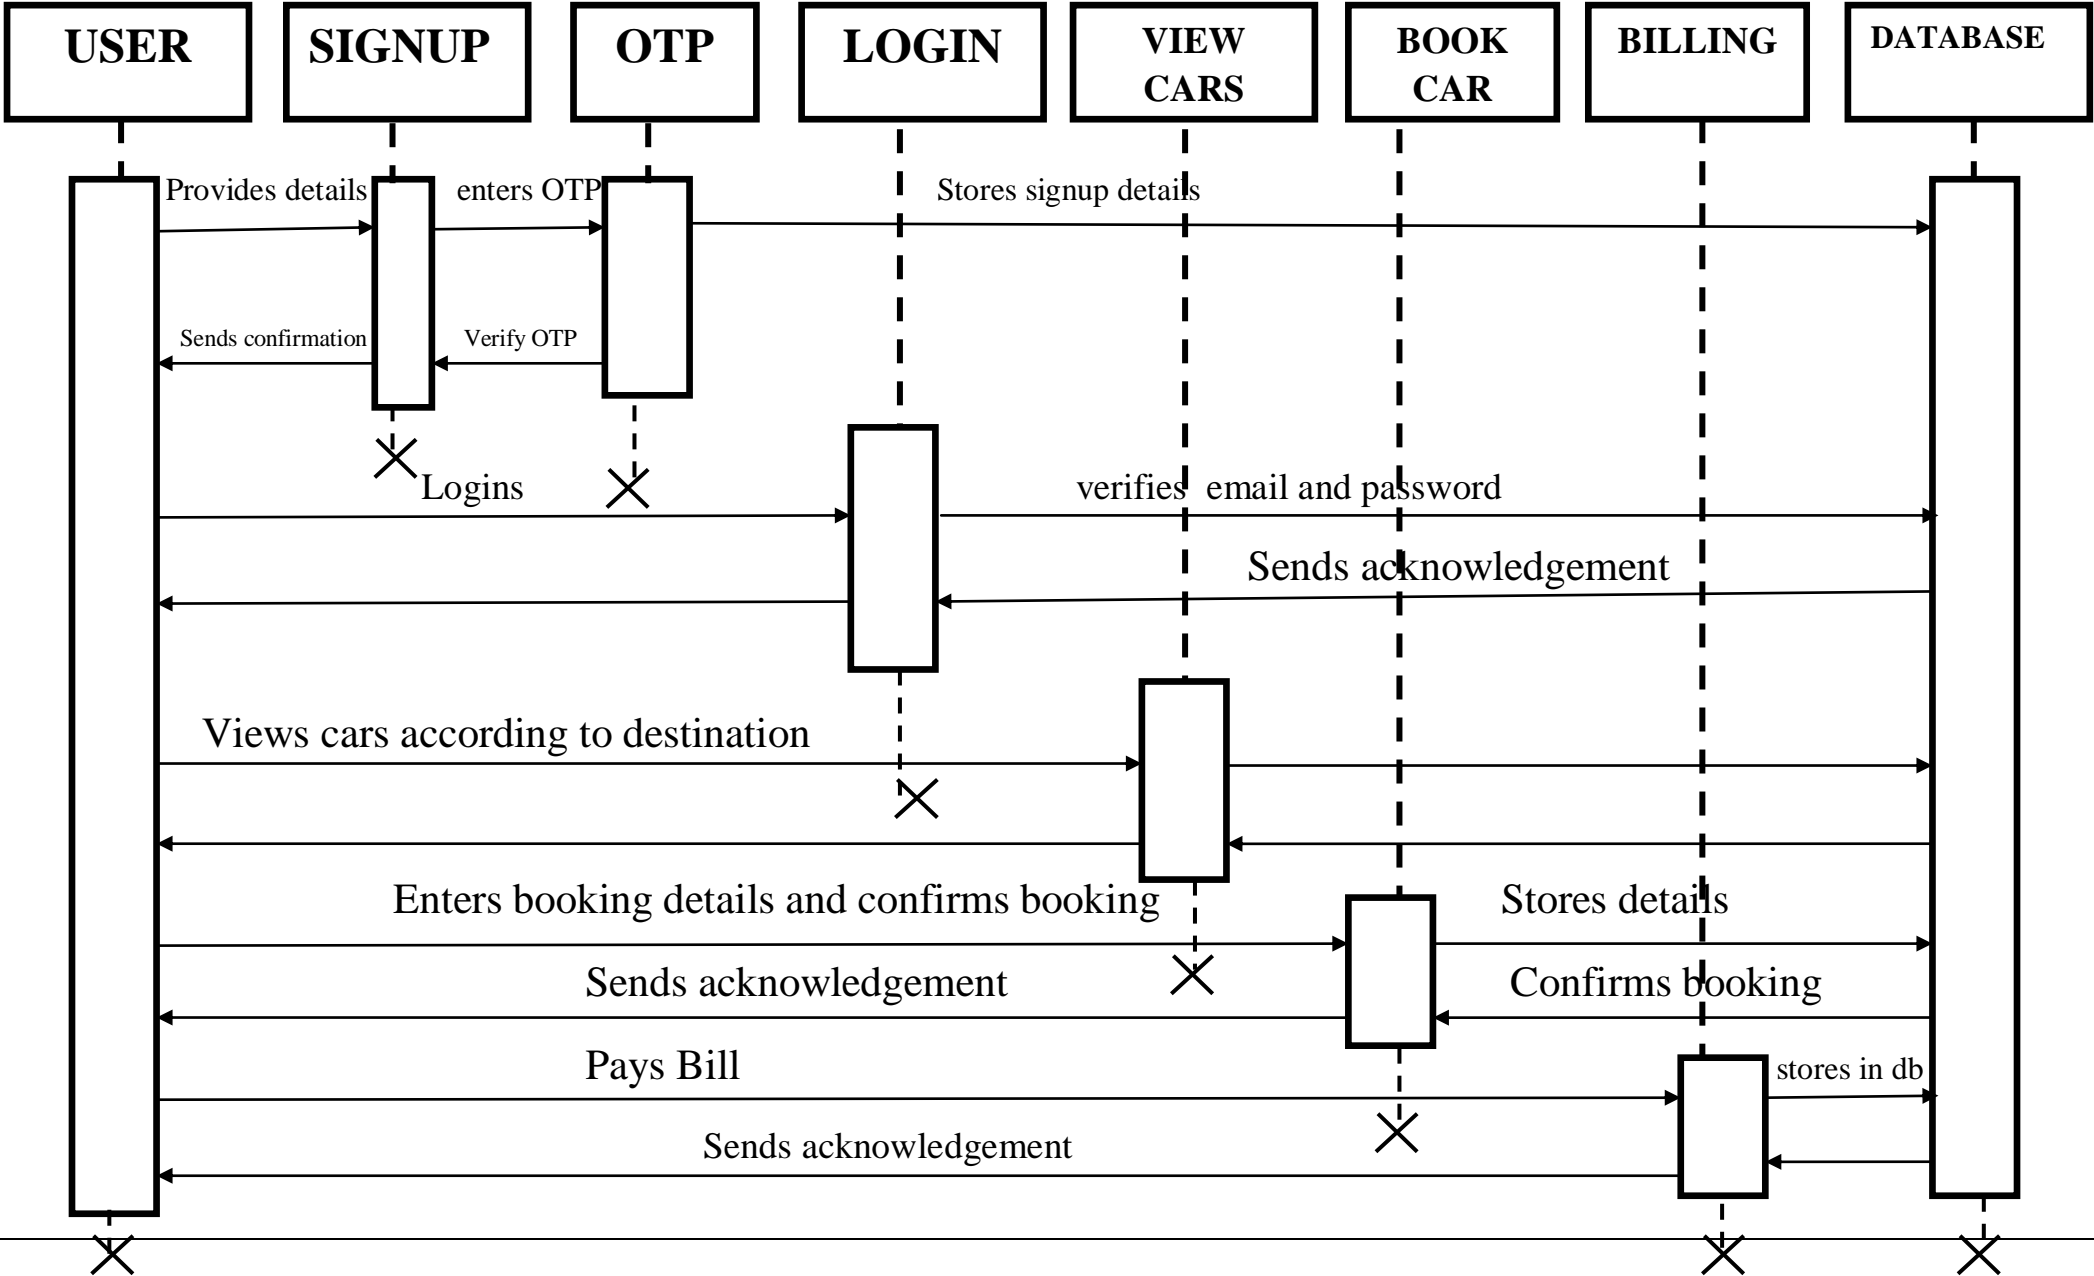 USER
SIGNUP
OTP
LOGIN
VIEW
CARS
BOOK
CAR
BILLING
DATABASE
Provides details
enters OTP
Stores signup details
Sends confirmation
Verify OTP
Logins
verifies  email and password
Sends acknowledgement
Views cars according to destination
Enters booking details and confirms booking
Stores details
Sends acknowledgement
Confirms booking
Pays Bill
stores in db
Sends acknowledgement